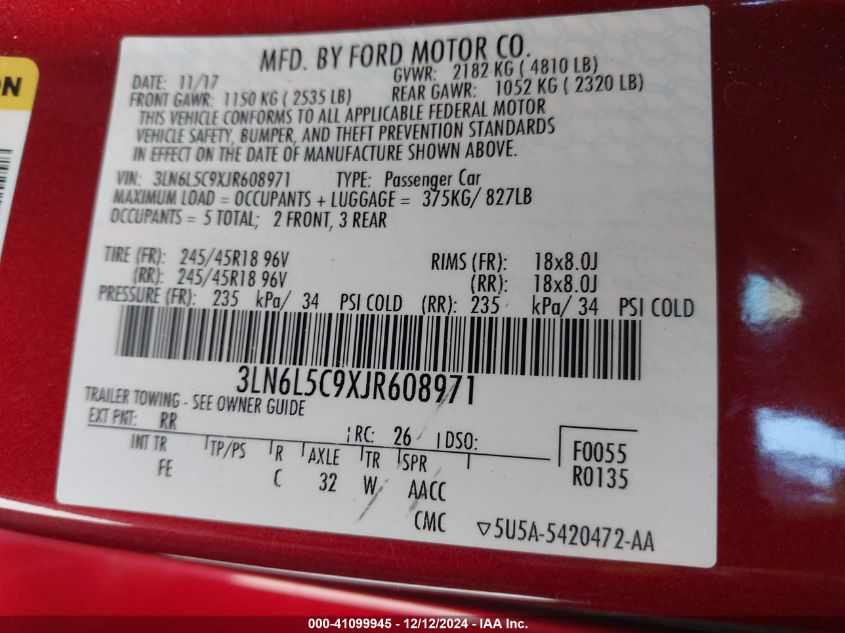 ON
MFD. BY FORD MOTOR CO.
DATE: 11/17 GVWR: 2182 KG ( 4810 LB)
FRONT GAWR: 1150 KG ( 2535 LB) REAR GAWR: 1052 KG ( 2320 LB)
THIS VEHICLE CONFORMS TO ALL APPLICABLE FEDERAL MOTOR
VEHICLE SAFETY, BUMPER, AND THEFT PREVENTION STANDARDS
IN EFFECT ON THE DATE OF MANUFACTURE SHOWN ABOVE.
VIN: 3LN6L5C9XJR608971 TYPE: Passenger Car
MAXIMUM LOAD = OCCUPANTS + LUGGAGE = 375KG/ 827LB
OCCUPANTS = 5 TOTAL; 2 FRONT, 3 REAR
TIRE (FR): 245/45R18 96V RIMS (FR): 18x8.0J
(RR): 245/45R18 96V (RR): 18x8.0J
PRESSURE (FR): 235 kPa/ 34 PSI COLD (RR): 235 kPa/ 34 PSI COLD
3LN6L5C9XJR608971
TRAILER TOWING - SEE OWNER GUIDE
EXT PNT: RR RC: 26 DSO:
INT TR TP/PS R AXLE TR SPR F0055
FE C 32 W AACC R0135
CMC ▽5U5A-5420472-AA
000-41099945 - 12/12/2024 - IAA Inc.